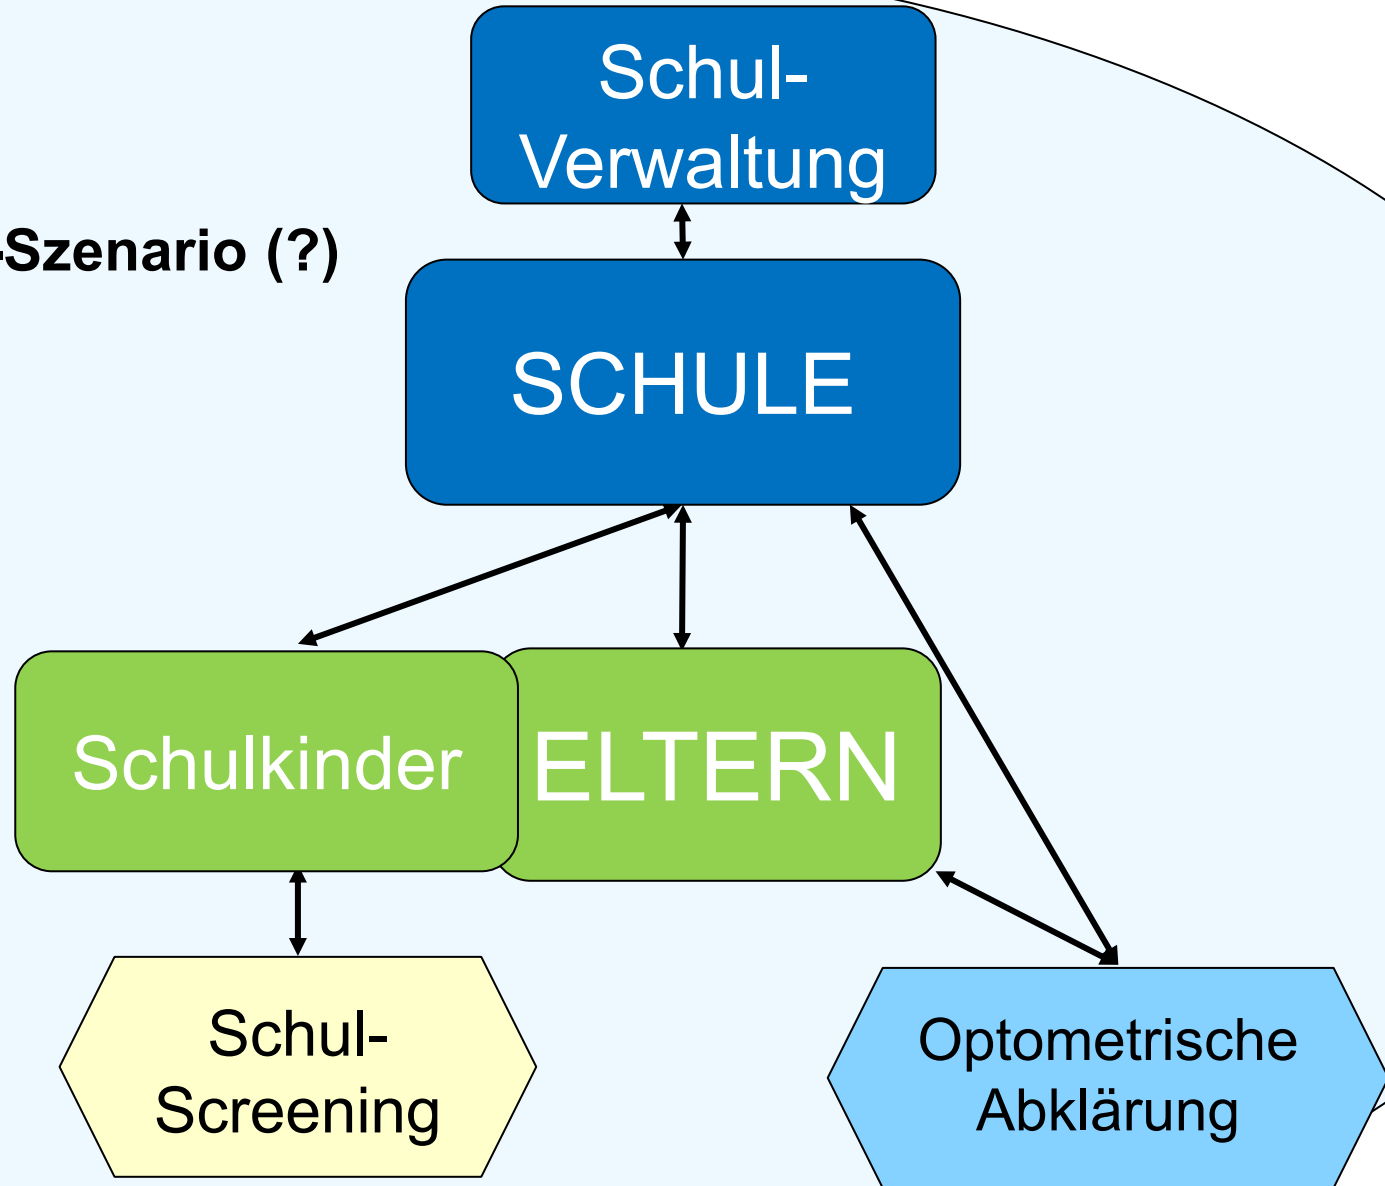 Schul-
Verwaltung
-Szenario (?)
SCHULE
Schulkinder
ELTERN
Schul-
Screening
Optometrische
Abklärung